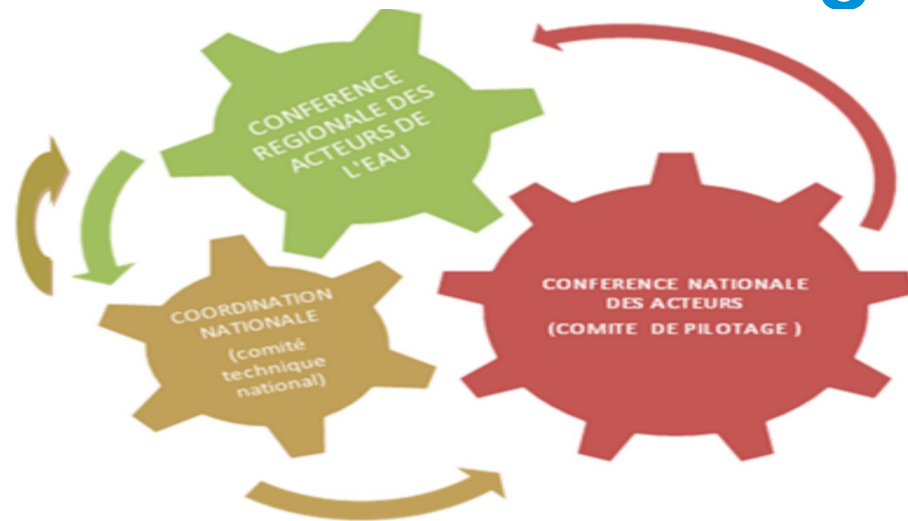 CONFERENCE
REGIONALE DES
ACTEURS DE
L'EAU
COORDINATION
NATIONALE
(comité
technique
national)
CONFERENCE NATIONALE
DES ACTEURS
(COMITE DE PILOTAGE )